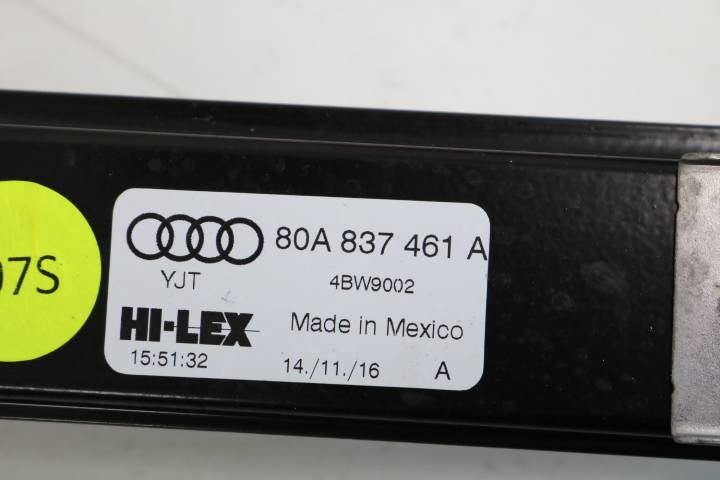 80A 837 461 A
YJT 4BW9002
HI-LEX Made in Mexico
15:51:32 14./11./16 A
07S